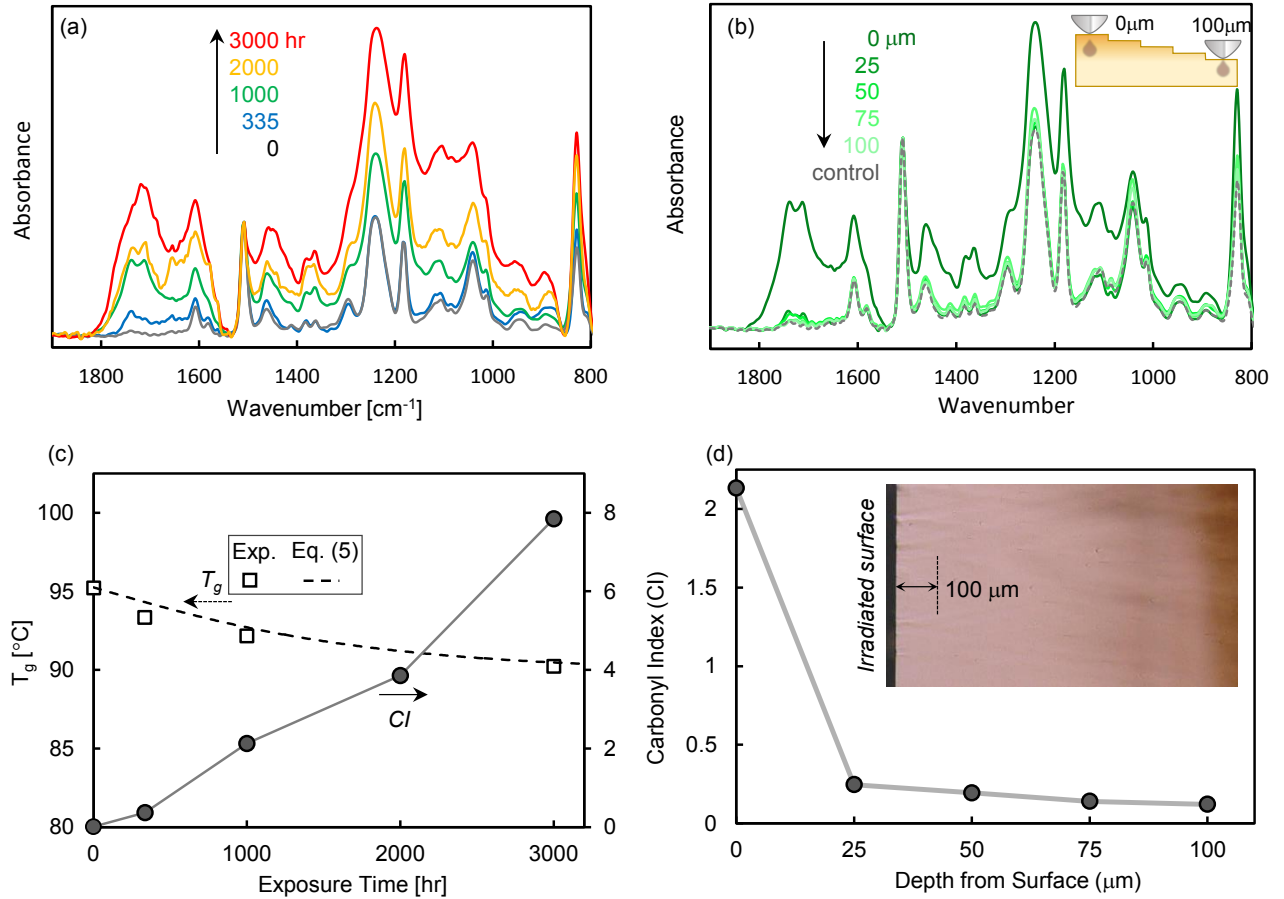 (a)
3000 hr
2000
1000
335
0
Absorbance
1800 1600 1400 1200 1000 800
Wavenumber [cm-1]
(b)
0 μm
25
50
75
100
control
0μm 100μm
Absorbance
1800 1600 1400 1200 1000 800
Wavenumber
(c)
100
95
90
85
80
Tg [°C]
Exp. Eq. (5)
Tg
CI
8
6
4
2
0
0 1000 2000 3000
Exposure Time [hr]
(d)
2
1.5
1
0.5
0
Carbonyl Index (CI)
Irradiated surface
100 μm
0 25 50 75 100
Depth from Surface (μm)